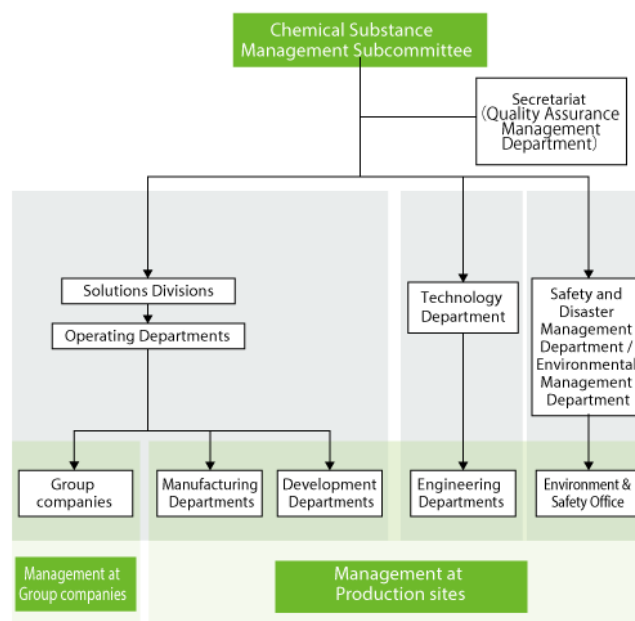 Chemical Substance
Management Subcommittee
Secretariat
(Quality Assurance
Management
Department)
Solutions Divisions
Operating Departments
Technology
Department
Safety and
Disaster
Management
Department /
Environmental
Management
Department
Group
companies
Manufacturing
Departments
Development
Departments
Engineering
Departments
Environment &
Safety Office
Management at
Group companies
Management at
Production sites